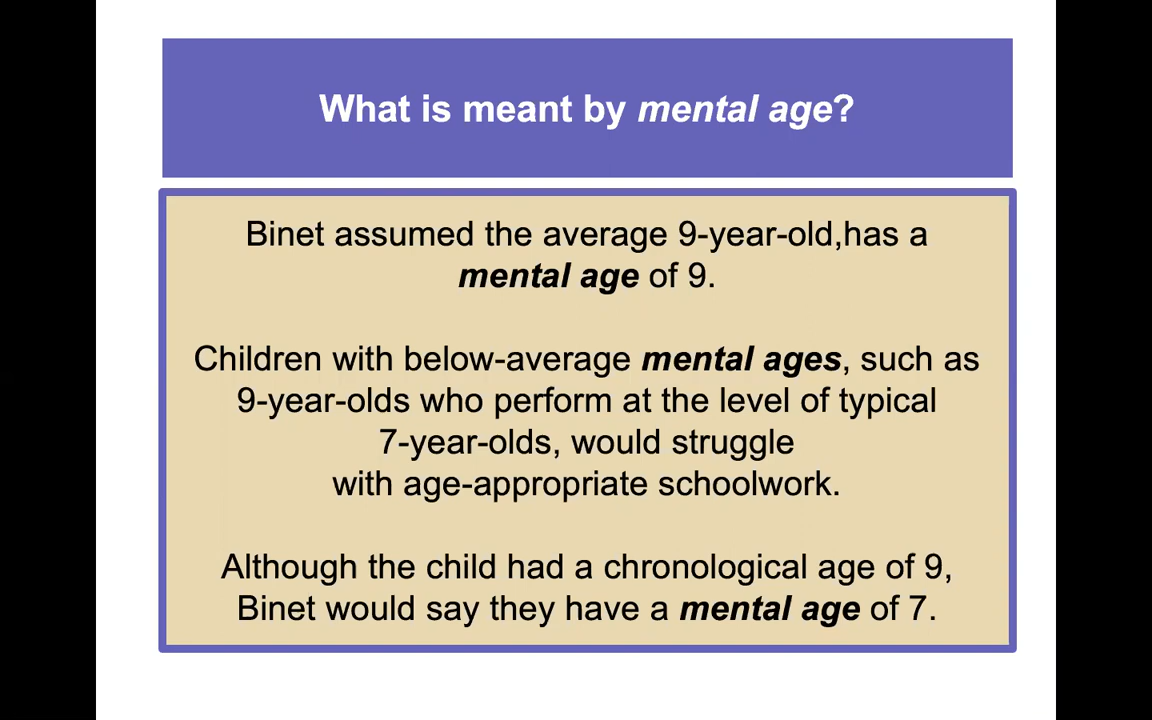 What is meant by mental age?
Binet assumed the average 9-year-old,has a
mental age of 9.
Children with below-average mental ages, such as
9-year-olds who perform at the level of typical
7-year-olds, would struggle
with age-appropriate schoolwork.
Although the child had a chronological age of 9,
Binet would say they have a mental age of 7.